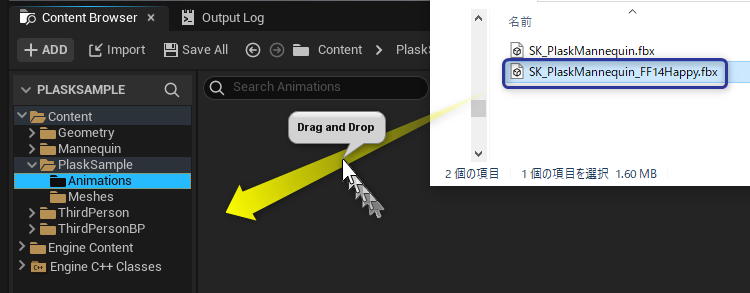 Content Browser
Output Log
ADD
Import
Save All
Content
Plask
PLASKSAMPLE
Search Animations
Content
Geometry
Mannequin
PlaskSample
Animations
Meshes
ThirdPerson
ThirdPersonBP
Engine Content
Engine C++ Classes
Drag and Drop
名前
SK_PlaskMannequin.fbx
SK_PlaskMannequin_FF14Happy.fbx
2 個の項目
1 個の項目を選択 1.60 MB